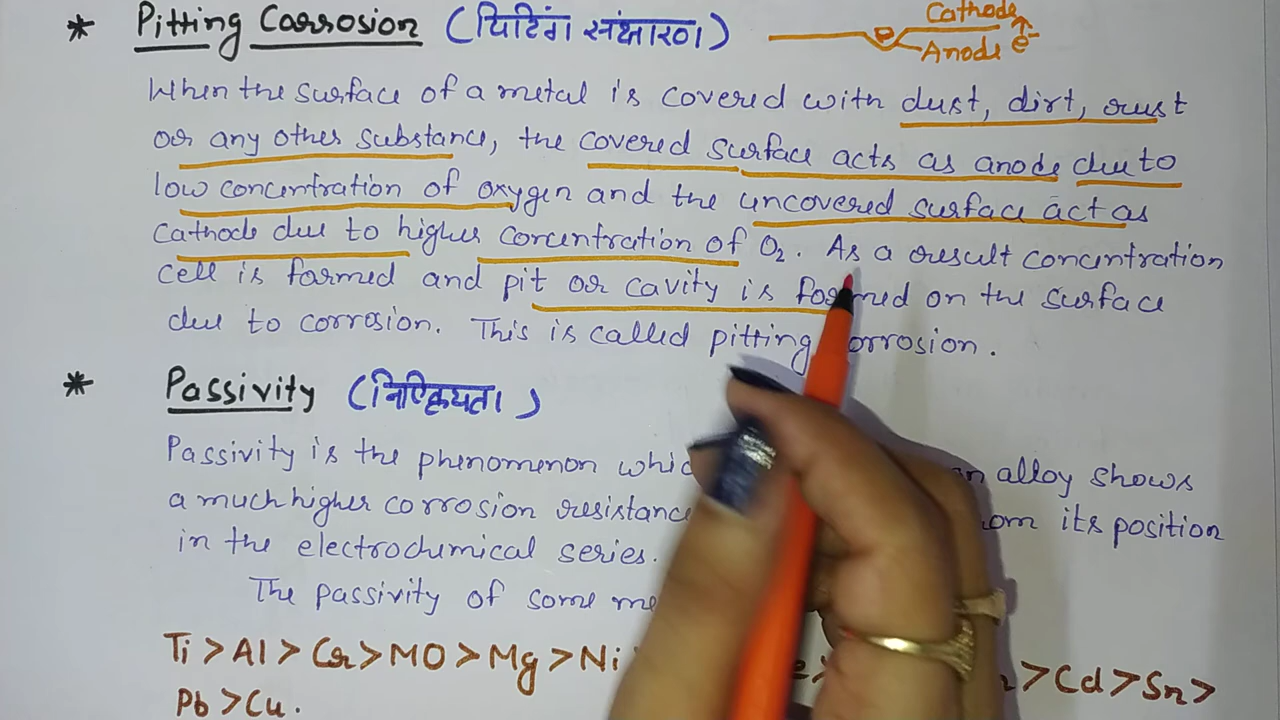 * Pitting Corrosion (पिटिंग संक्षारण)
Cathode
Anode e-
When the surface of a metal is covered with dust, dirt, rust
or any other substance, the covered surface acts as anode due to
low concentration of oxygen and the uncovered surface act as
cathode due to higher concentration of O₂. As a result concentration
cell is formed and pit or cavity is formed on the surface
due to corrosion. This is called pitting corrosion.
* Passivity (निष्क्रियता)
Passivity is the phenomenon alloy shows
a much higher corrosion its position
in the electrochemical series.
The passivity of some
Ti > Al > Cr > MO > Mg > Ni > Cd > Sn >
Pb > Cu.